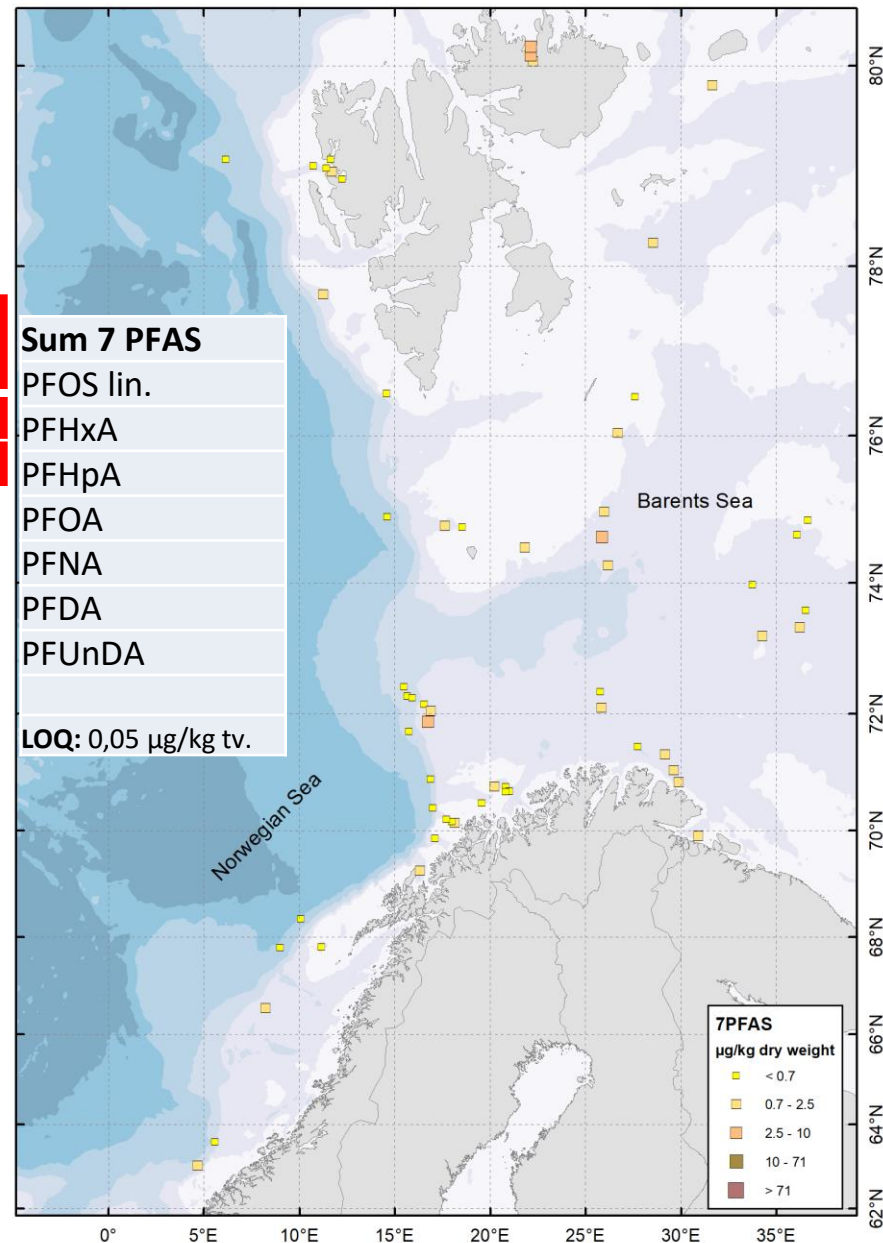 Sum 7 PFAS
PFOS lin.
PFHxA
PFHpA
PFOA
PFNA
PFDA
PFUnDA
LOQ: 0,05 µg/kg tv.
Barents Sea
Norwegian Sea
80°N
78°N
76°N
74°N
72°N
70°N
68°N
66°N
64°N
62°N
7PFAS
µg/kg dry weight
< 0.7
0.7 - 2.5
2.5 - 10
10 - 71
> 71
0° 5°E 10°E 15°E 20°E 25°E 30°E 35°E